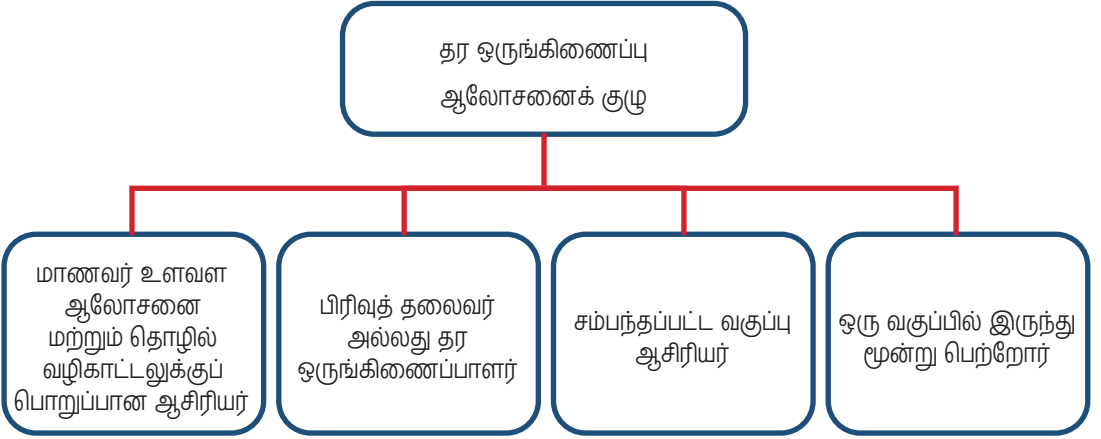 தர ஒருங்கிணைப்பு
ஆலோசனைக் குழு
மாணவர் உளவள
ஆலோசனை
மற்றும் தொழில்
வழிகாட்டலுக்குப்
பொறுப்பான ஆசிரியர்
பிரிவுத் தலைவர்
அல்லது தர
ஒருங்கிணைப்பாளர்
சம்பந்தப்பட்ட வகுப்பு
ஆசிரியர்
ஒரு வகுப்பில் இருந்து
மூன்று பெற்றோர்